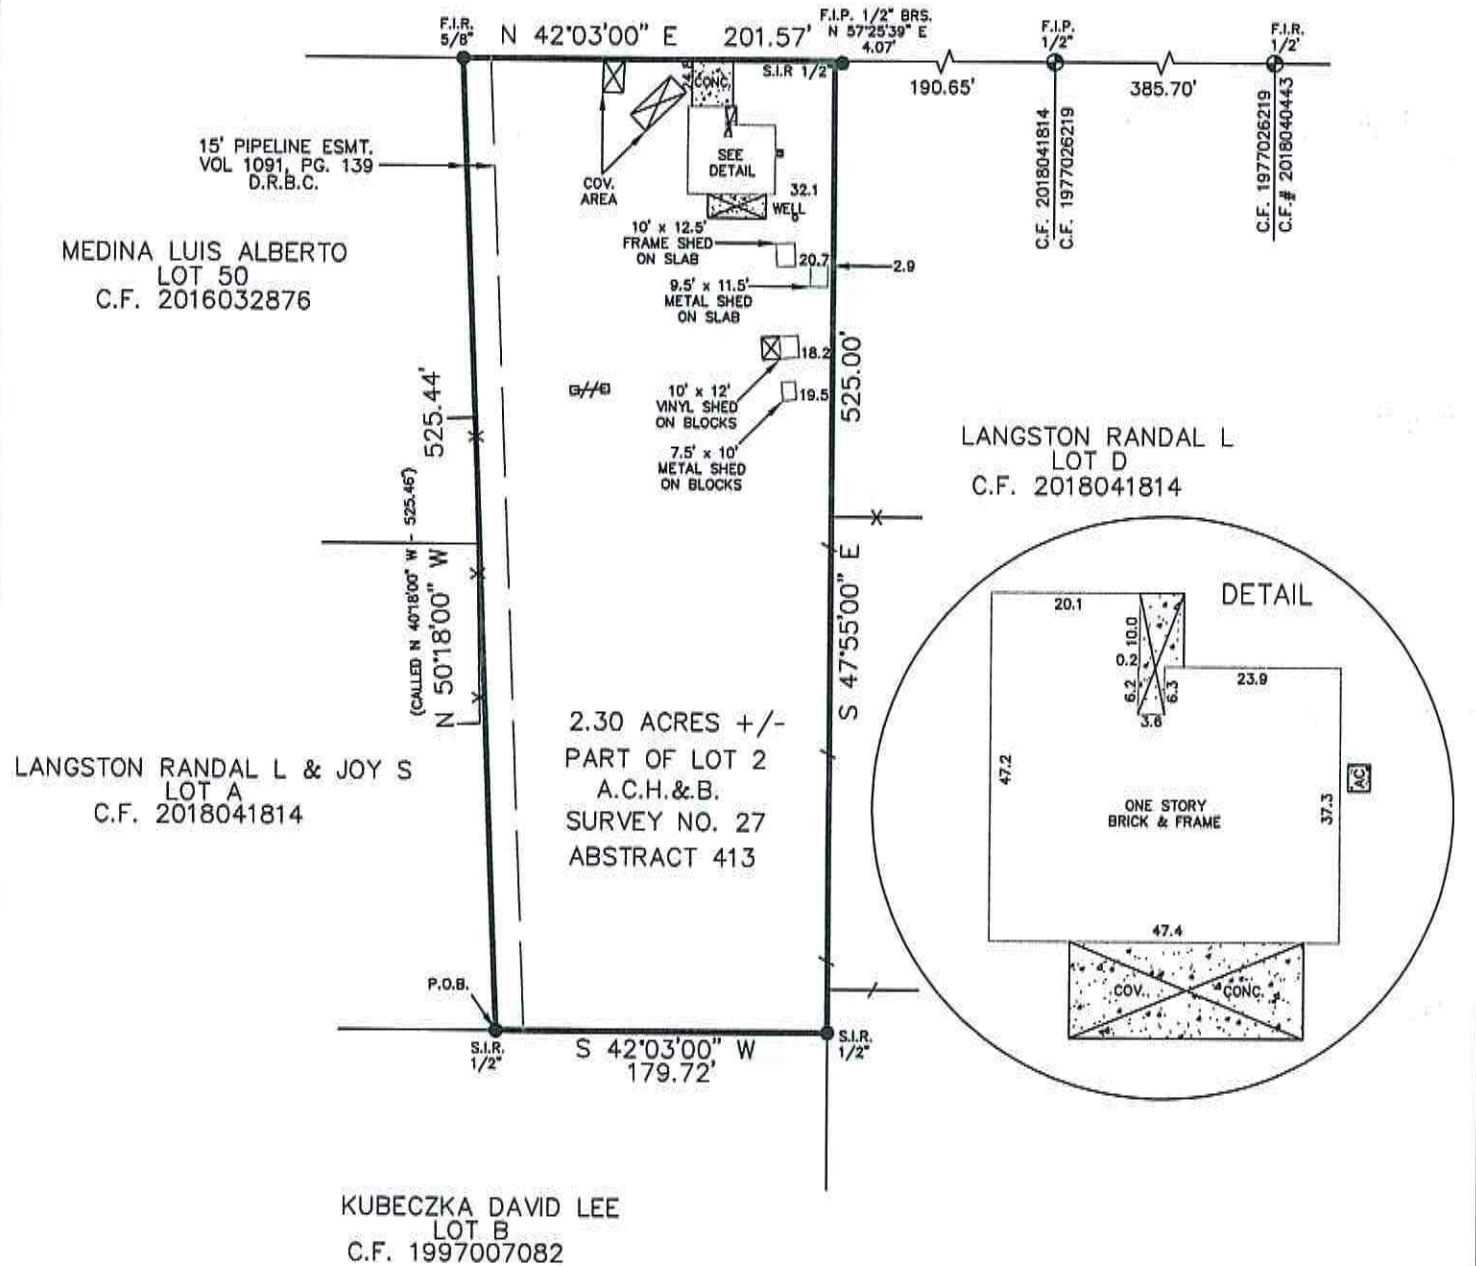 F.I.R.
5/8"
N 42°03'00" E 201.57'
F.I.P. 1/2" BRS.
N 57°25'39" E
4.07'
F.I.P.
1/2"
F.I.R.
1/2'
S.I.R 1/2"
190.65'
385.70'
C.F. 2018041814
C.F. 1977026219
C.F. 1977026219
C.F.# 2018040443
15' PIPELINE ESMT.
VOL 1091, PG. 139
D.R.B.C.
CONC.
COV.
AREA
SEE
DETAIL
32.1
WELL
MEDINA LUIS ALBERTO
LOT 50
C.F. 2016032876
10' x 12.5'
FRAME SHED
ON SLAB
20.7
2.9
9.5' x 11.5'
METAL SHED
ON SLAB
18.2
10' x 12'
VINYL SHED
ON BLOCKS
19.5
7.5' x 10'
METAL SHED
ON BLOCKS
525.00'
S 47°55'00" E
525.44'
N 50°18'00" W
(CALLED N 40°18'00" W - 525.46')
LANGSTON RANDAL L
LOT D
C.F. 2018041814
DETAIL
20.1
10.0
0.2
6.2
6.3
3.6
23.9
47.2
37.3
AC
ONE STORY
BRICK & FRAME
47.4
COV.
CONC.
2.30 ACRES +/-
PART OF LOT 2
A.C.H.&.B.
SURVEY NO. 27
ABSTRACT 413
LANGSTON RANDAL L & JOY S
LOT A
C.F. 2018041814
P.O.B.
S.I.R.
1/2"
S 42°03'00" W
179.72'
S.I.R.
1/2"
KUBECZKA DAVID LEE
LOT B
C.F. 1997007082